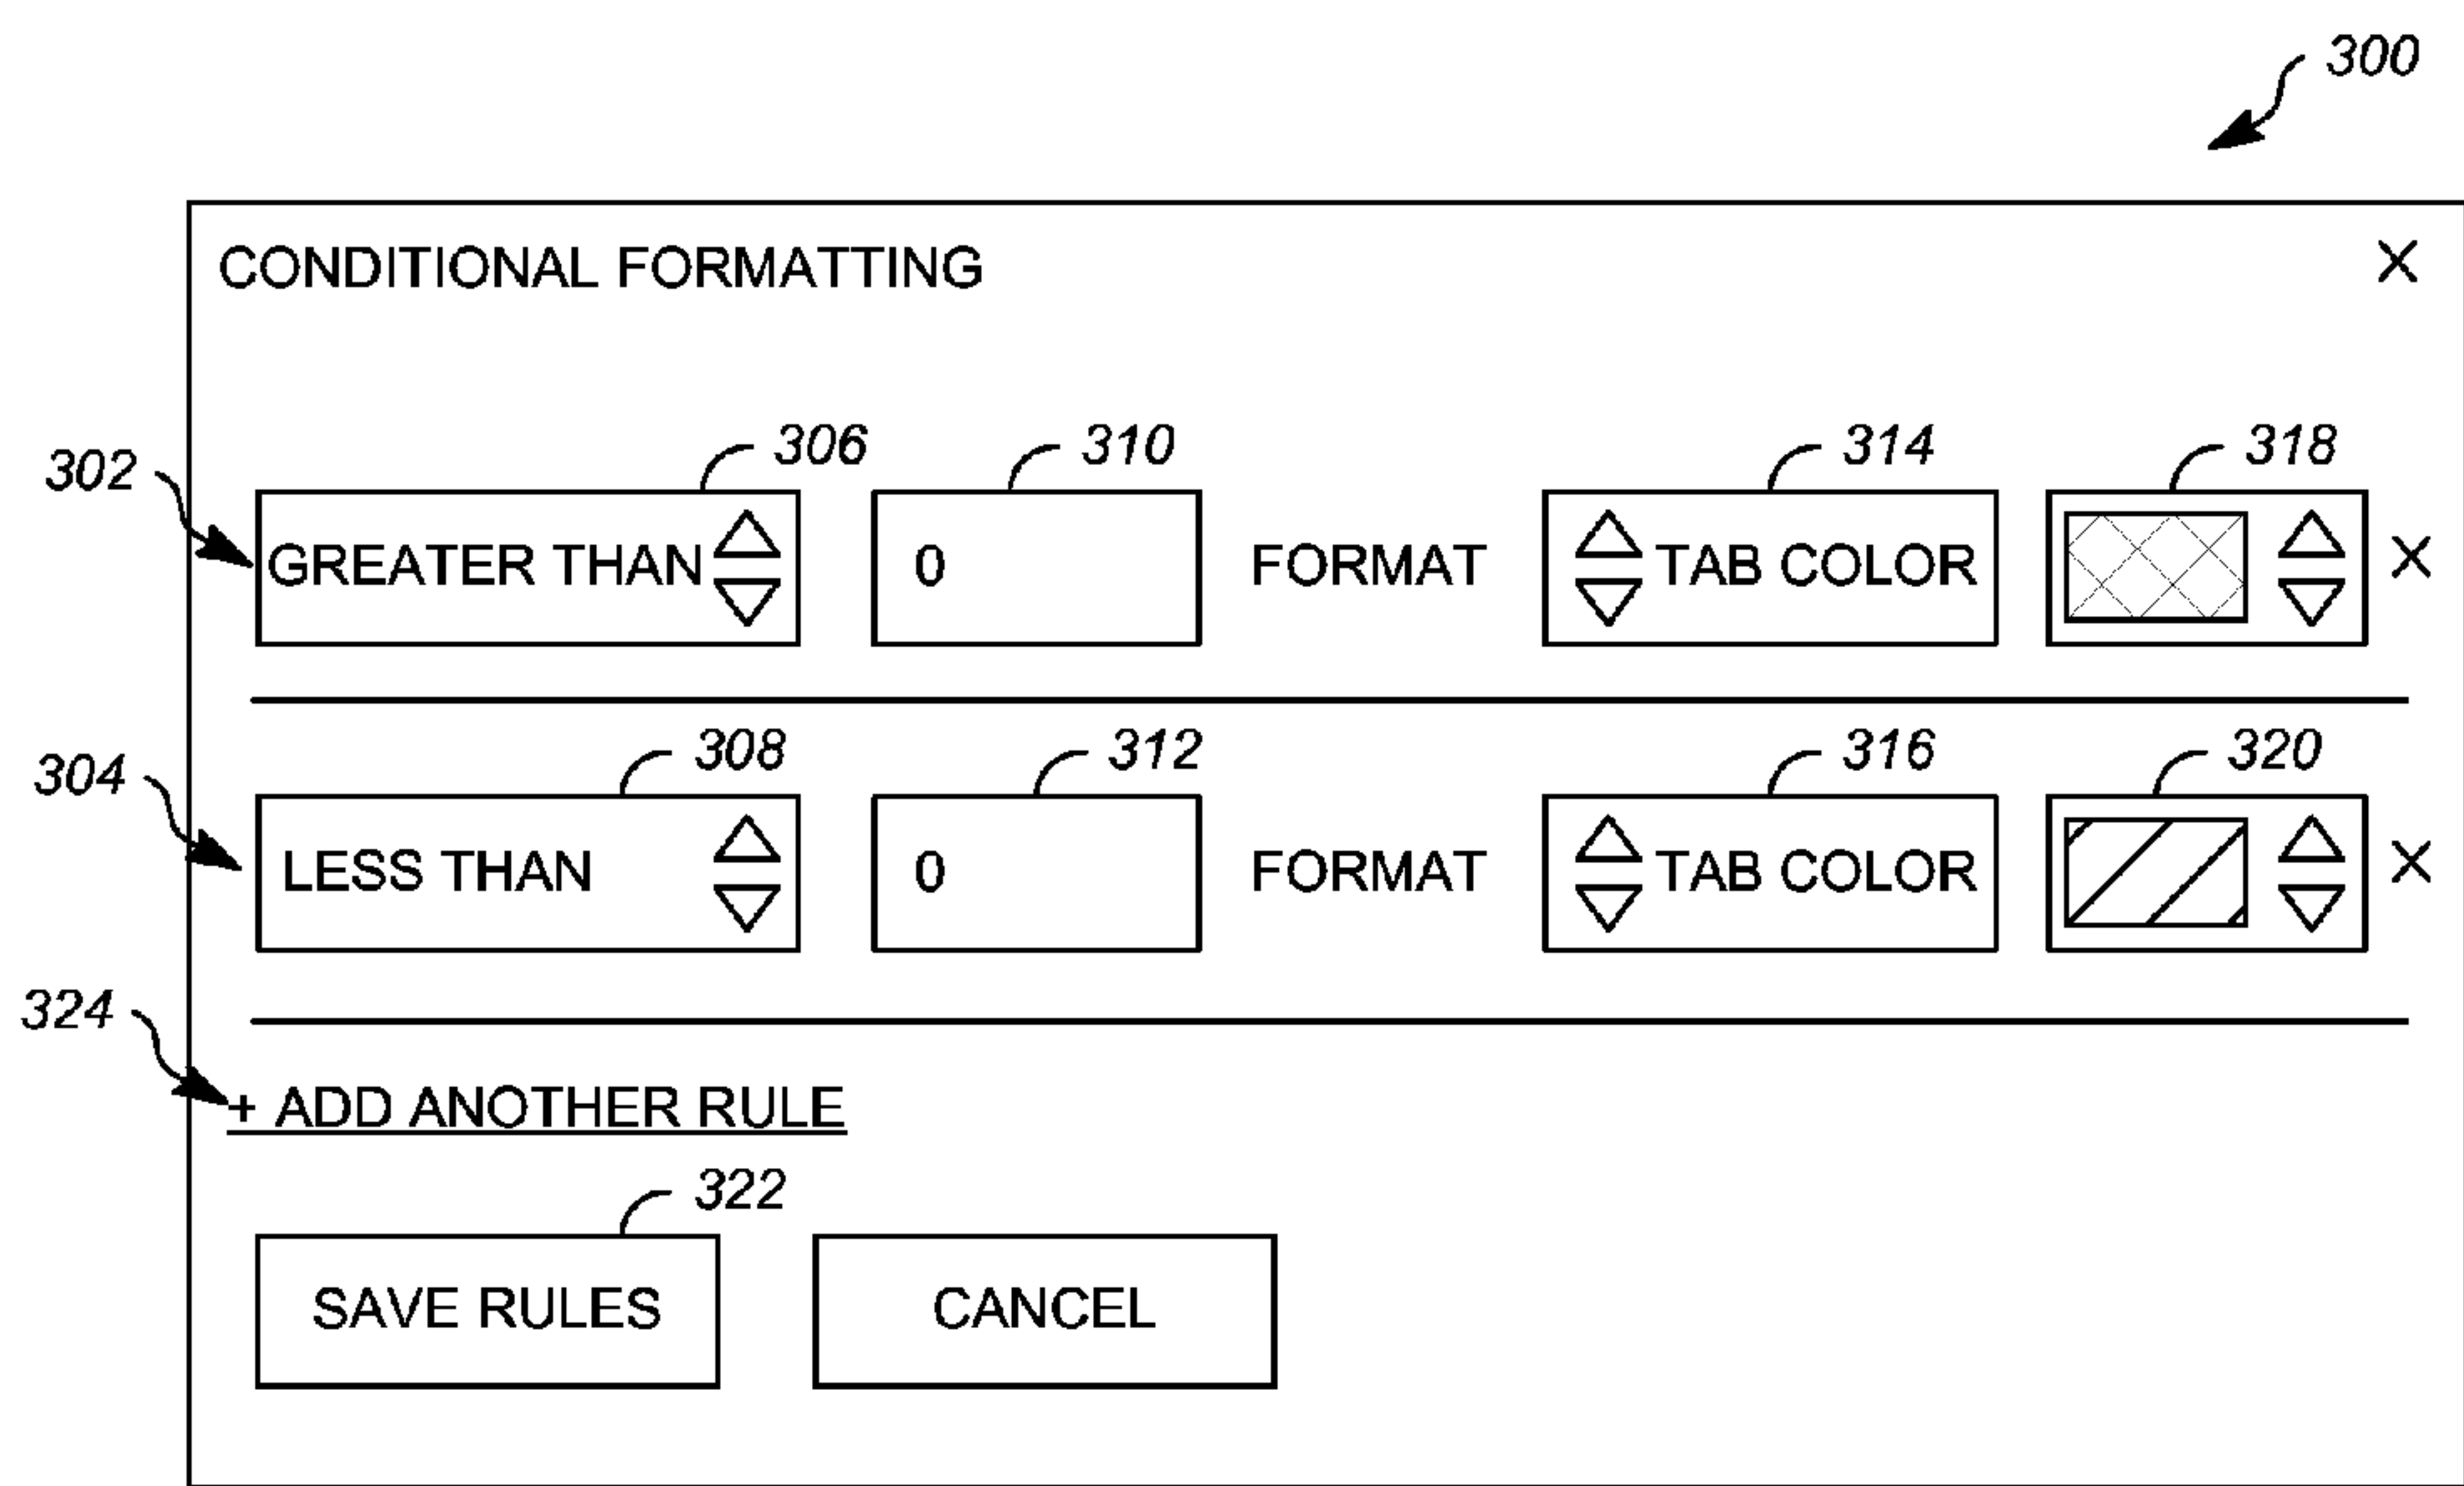 300
CONDITIONAL FORMATTING X
302 306 310 314 318
GREATER THAN 0 FORMAT TAB COLOR X
304 308 312 316 320
LESS THAN 0 FORMAT TAB COLOR X
324
+ ADD ANOTHER RULE
322
SAVE RULES CANCEL